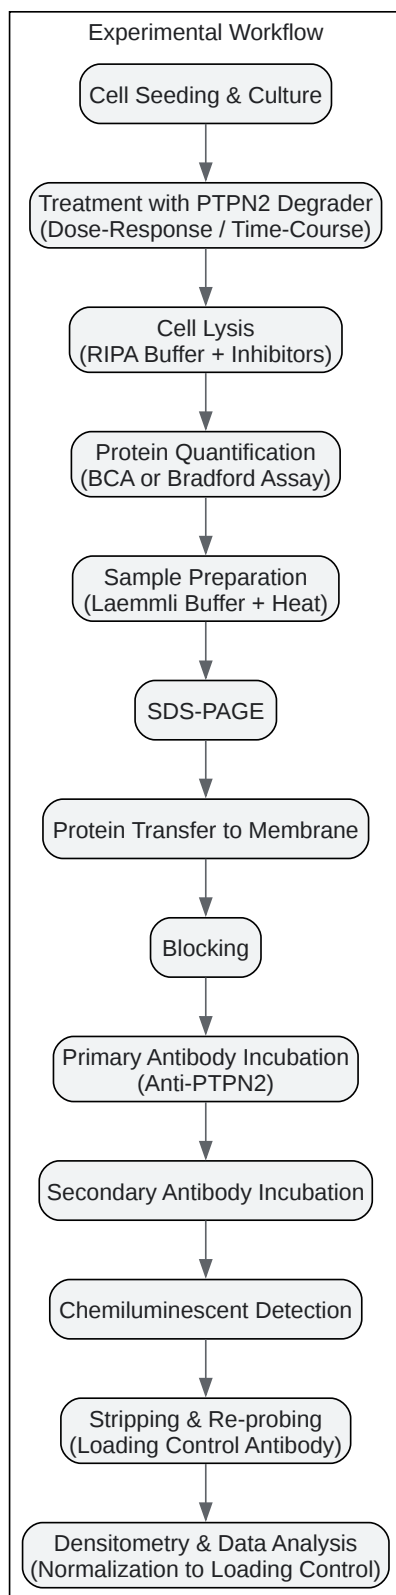 Experimental Workflow
Cell Seeding & Culture
Treatment with PTPN2 Degrader
(Dose-Response / Time-Course)
Cell Lysis
(RIPA Buffer + Inhibitors)
Protein Quantification
(BCA or Bradford Assay)
Sample Preparation
(Laemmli Buffer + Heat)
SDS-PAGE
Protein Transfer to Membrane
Blocking
Primary Antibody Incubation
(Anti-PTPN2)
Secondary Antibody Incubation
Chemiluminescent Detection
Stripping & Re-probing
(Loading Control Antibody)
Densitometry & Data Analysis
(Normalization to Loading Control)